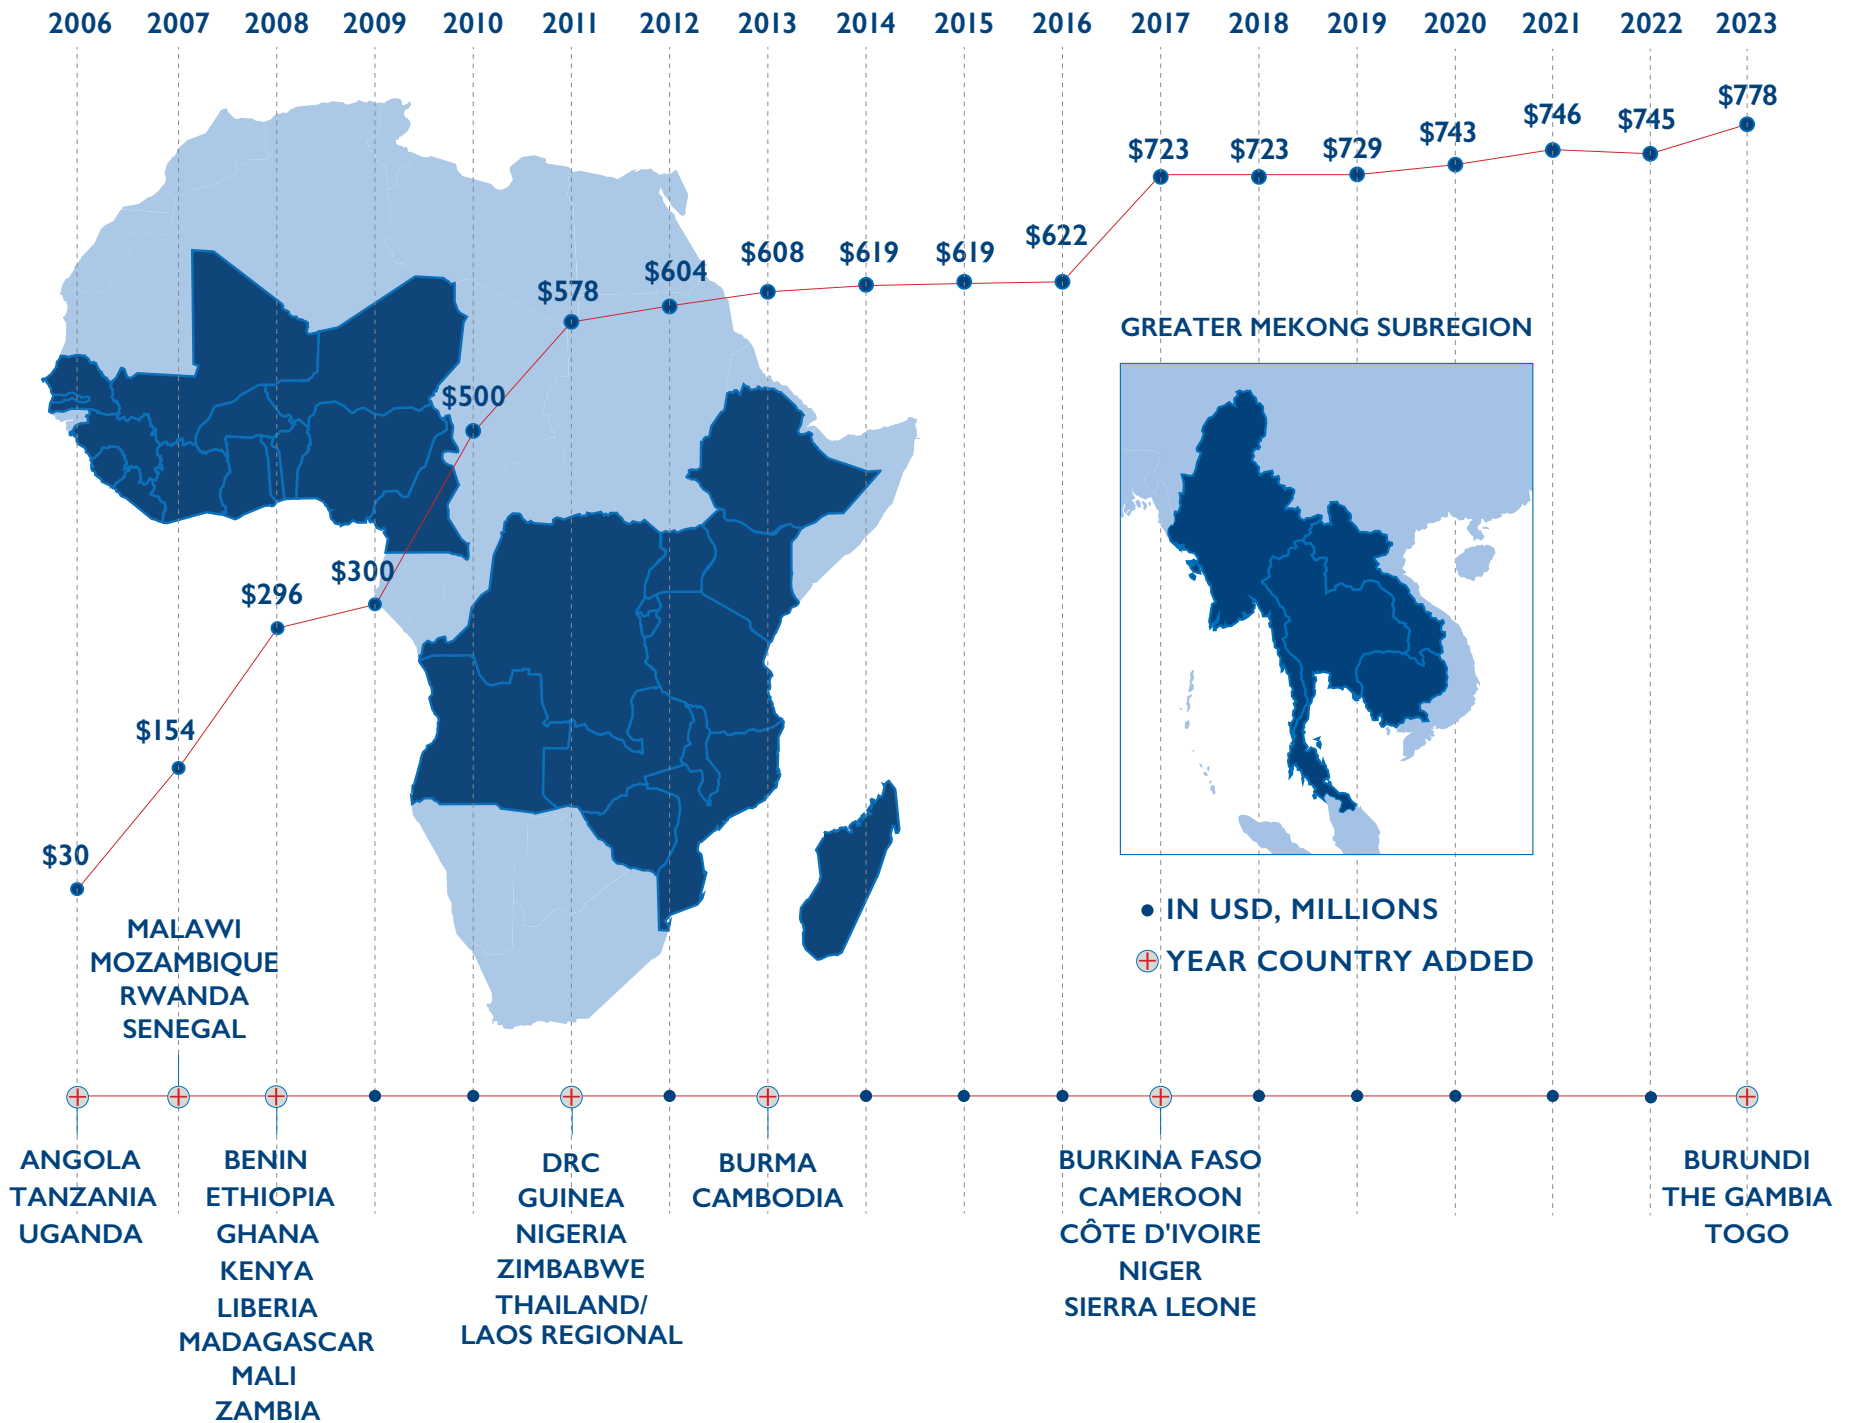 2006 2007 2008 2009 2010 2011 2012 2013 2014 2015 2016 2017 2018 2019 2020 2021 2022 2023
$30
$154
$296
$300
$500
$578
$604
$608
$619
$619
$622
$723
$723
$729
$743
$746
$745
$778
GREATER MEKONG SUBREGION
IN USD, MILLIONS
YEAR COUNTRY ADDED
MALAWI
MOZAMBIQUE
RWANDA
SENEGAL
ANGOLA
TANZANIA
UGANDA
BENIN
ETHIOPIA
GHANA
KENYA
LIBERIA
MADAGASCAR
MALI
ZAMBIA
DRC
GUINEA
NIGERIA
ZIMBABWE
THAILAND/
LAOS REGIONAL
BURMA
CAMBODIA
BURKINA FASO
CAMEROON
CÔTE D'IVOIRE
NIGER
SIERRA LEONE
BURUNDI
THE GAMBIA
TOGO